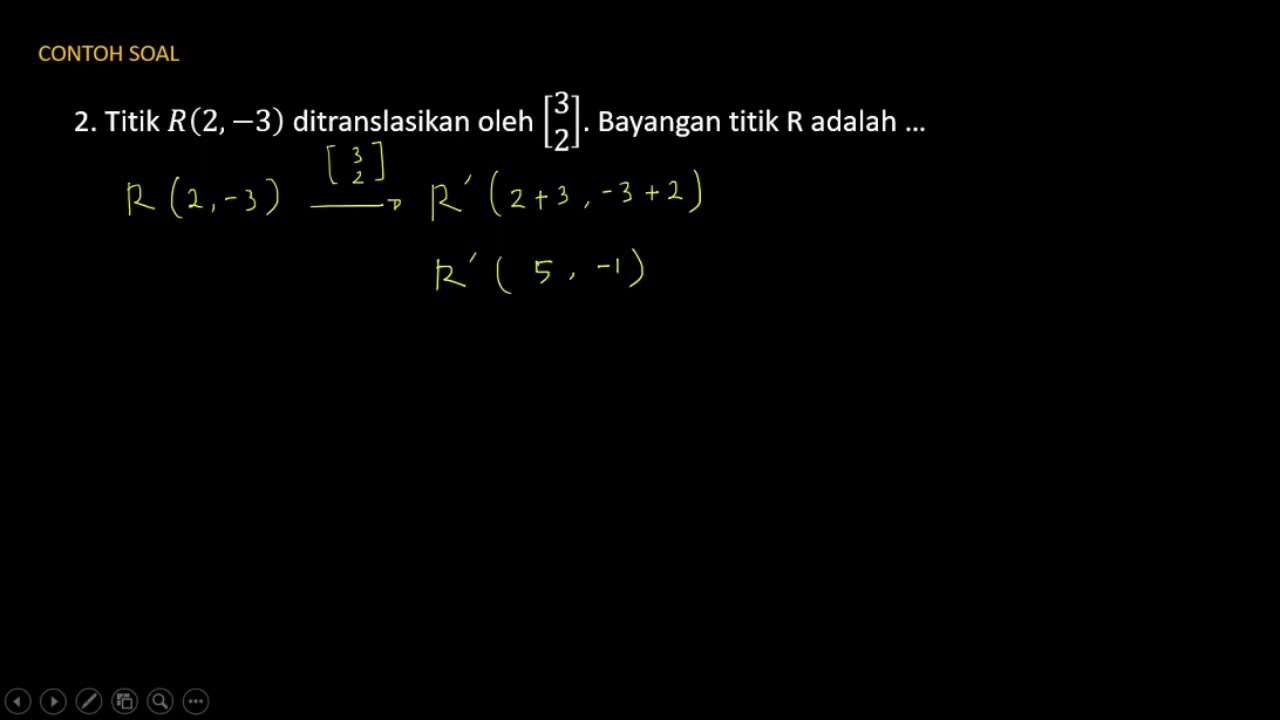 CONTOH SOAL
2. Titik R(2, −3) ditranslasikan oleh [3 2]. Bayangan titik R adalah ...
R (2, -3) [3 2] → R′ (2 + 3 , -3 + 2)
R′ ( 5 , -1)